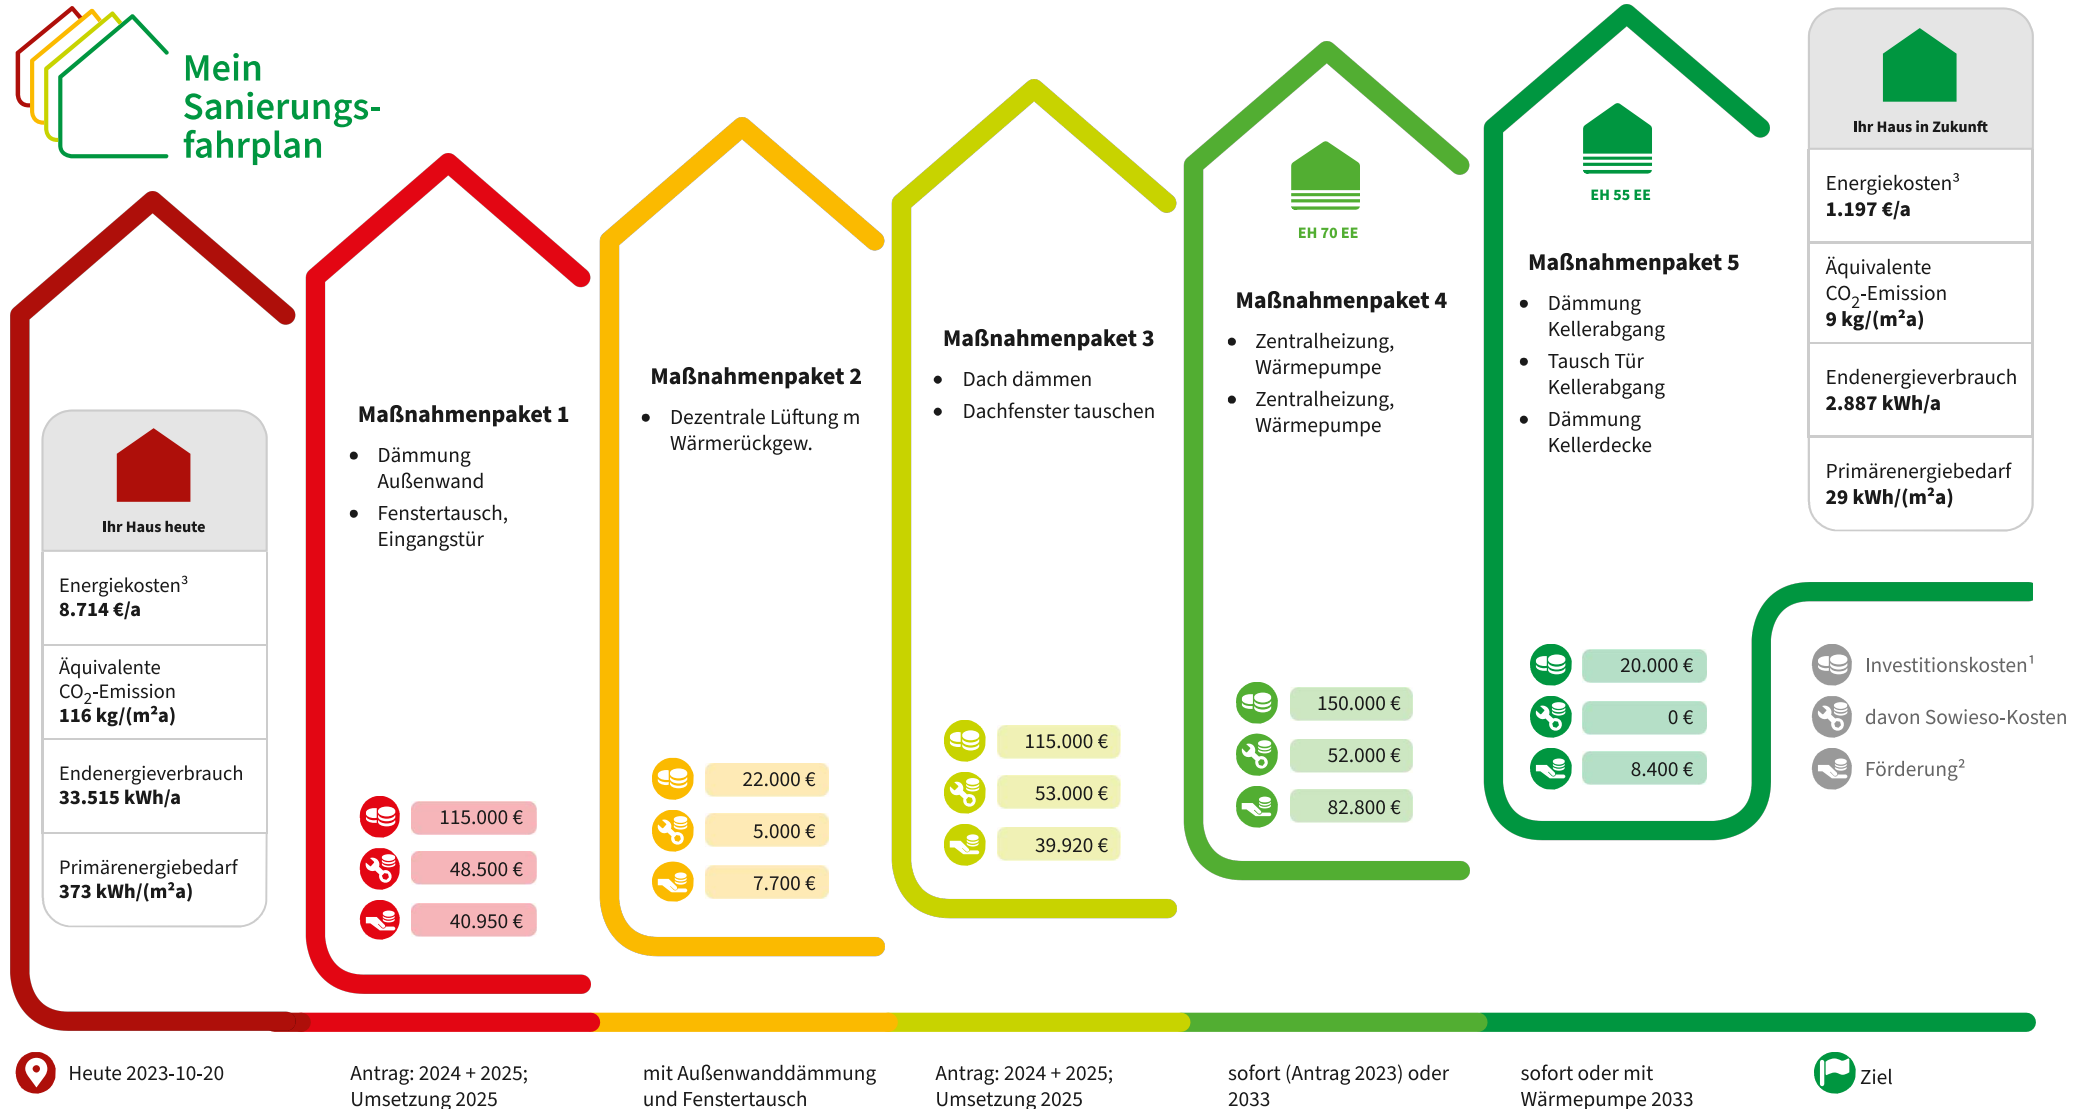 Mein
Sanierungs-
fahrplan
Ihr Haus heute
Energiekosten³
8.714 €/a
Äquivalente
CO₂-Emission
116 kg/(m²a)
Endenergieverbrauch
33.515 kWh/a
Primärenergiebedarf
373 kWh/(m²a)
Maßnahmenpaket 1
• Dämmung
Außenwand
• Fenstertausch,
Eingangstür
115.000 €
48.500 €
40.950 €
Maßnahmenpaket 2
• Dezentrale Lüftung m
Wärmerückgew.
22.000 €
5.000 €
7.700 €
Maßnahmenpaket 3
• Dach dämmen
• Dachfenster tauschen
115.000 €
53.000 €
39.920 €
EH 70 EE
Maßnahmenpaket 4
• Zentralheizung,
Wärmepumpe
• Zentralheizung,
Wärmepumpe
150.000 €
52.000 €
82.800 €
EH 55 EE
Maßnahmenpaket 5
• Dämmung
Kellerabgang
• Tausch Tür
Kellerabgang
• Dämmung
Kellerdecke
20.000 €
0 €
8.400 €
Ihr Haus in Zukunft
Energiekosten³
1.197 €/a
Äquivalente
CO₂-Emission
9 kg/(m²a)
Endenergieverbrauch
2.887 kWh/a
Primärenergiebedarf
29 kWh/(m²a)
Investitionskosten¹
davon Sowieso-Kosten
Förderung²
Heute 2023-10-20
Antrag: 2024 + 2025;
Umsetzung 2025
mit Außenwanddämmung
und Fenstertausch
Antrag: 2024 + 2025;
Umsetzung 2025
sofort (Antrag 2023) oder
2033
sofort oder mit
Wärmepumpe 2033
Ziel